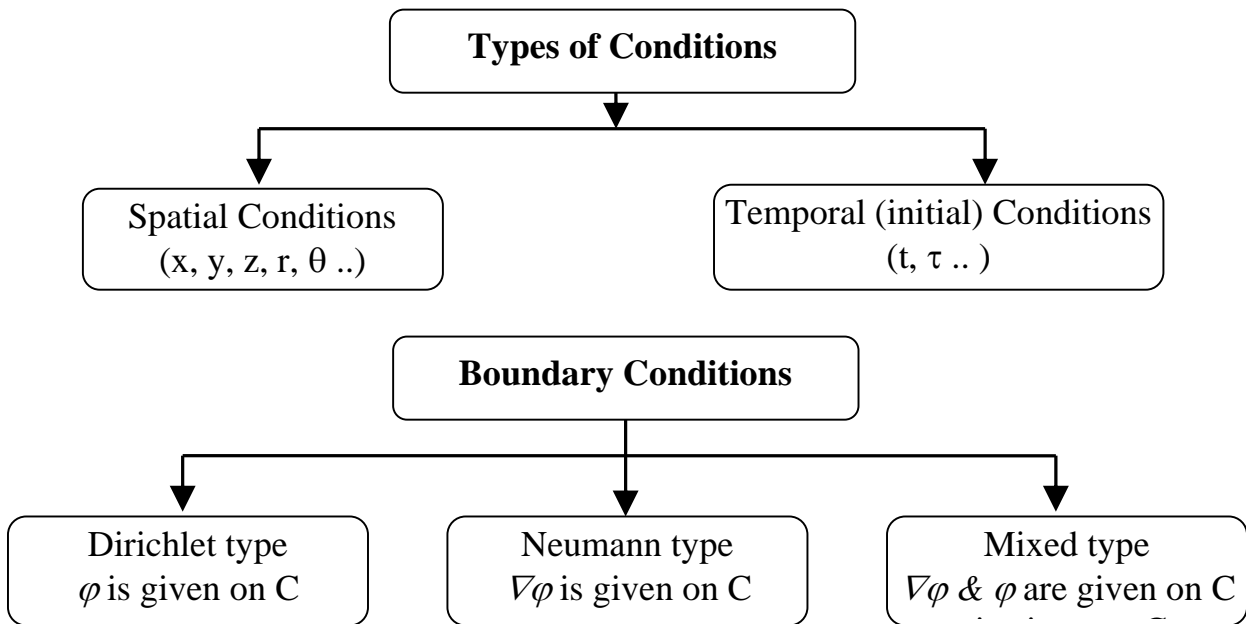 Types of Conditions
Spatial Conditions
(x, y, z, r, θ ..)
Temporal (initial) Conditions
(t, τ .. )
Boundary Conditions
Dirichlet type
φ is given on C
Neumann type
∇φ is given on C
Mixed type
∇φ & φ are given on C